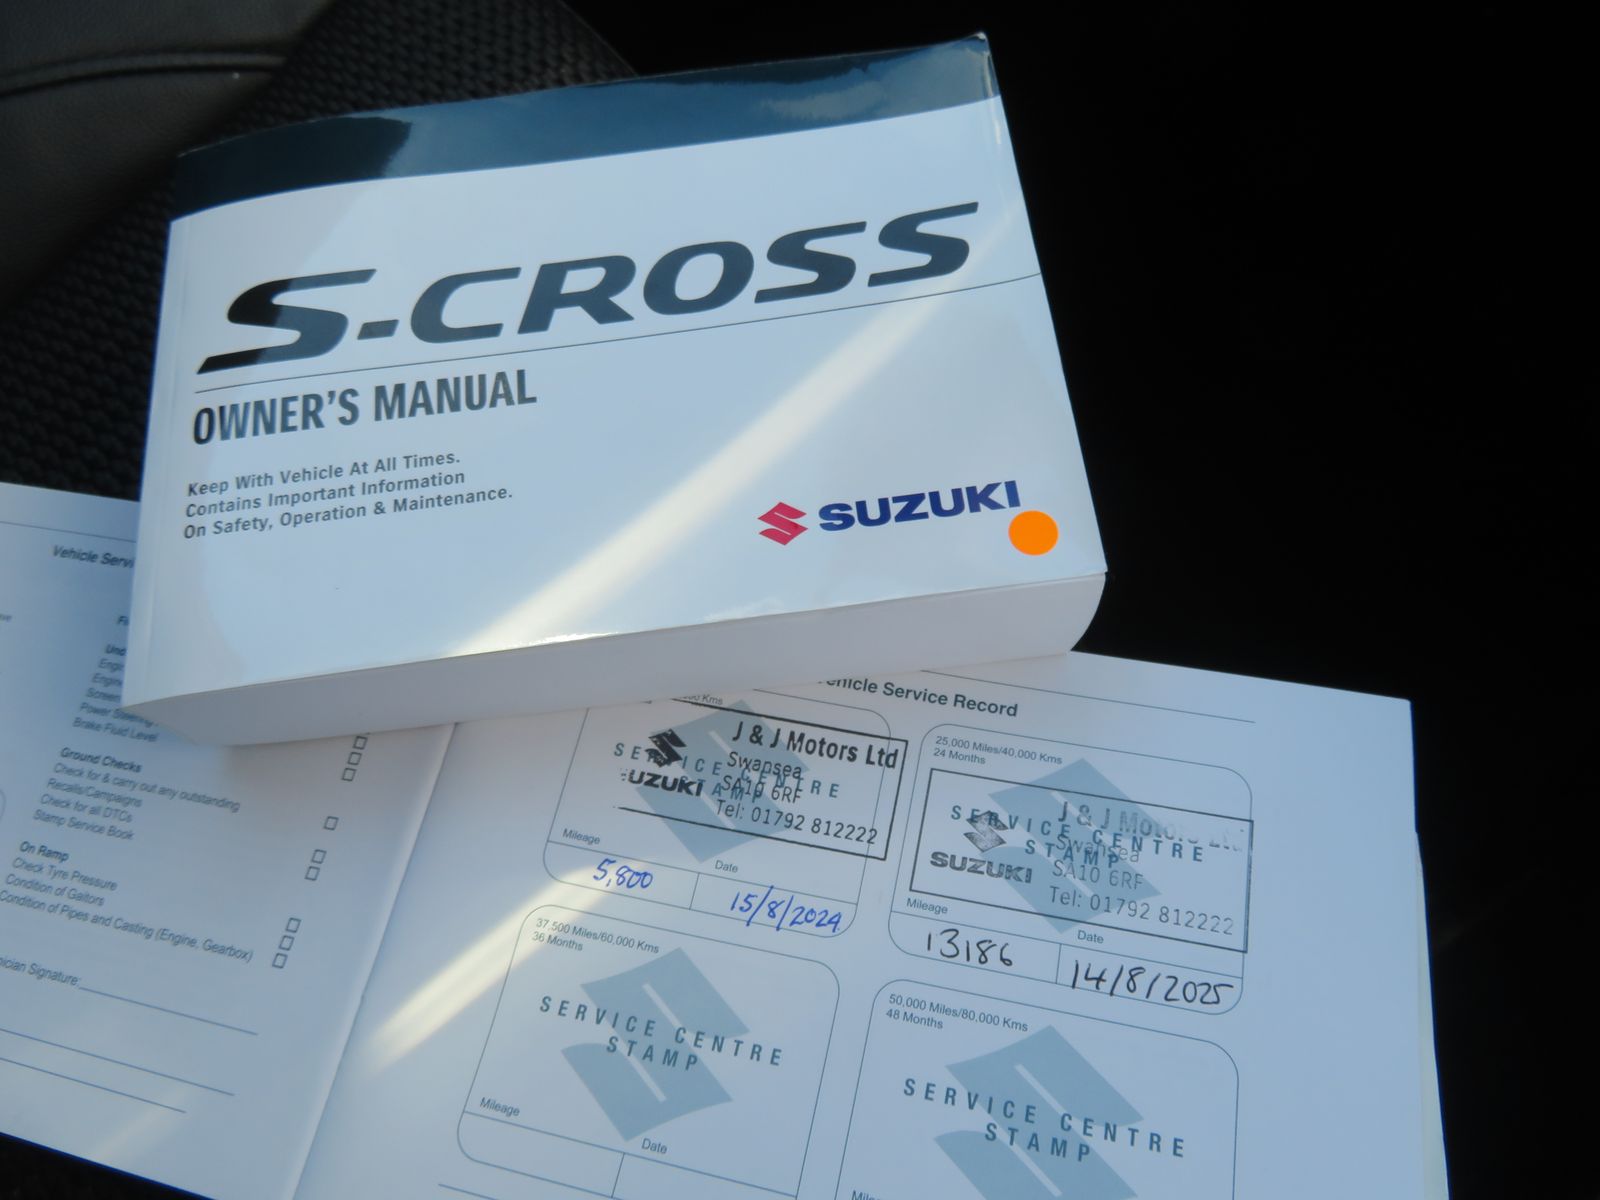 S-CROSS
OWNER'S MANUAL
Keep With Vehicle At All Times.
Contains Important Information
On Safety, Operation & Maintenance.
SUZUKI
Vehicle Servi
Brake Fluid Level
Ground Checks
Check for & carry out any outstanding
Recalls/Campaigns
Check for all DTCs
Stamp Service Book
On Ramp
Check Tyre Pressure
Condition of Gaitors
Condition of Pipes and Casting (Engine, Gearbox)
Signature:
Vehicle Service Record
Kms
SERVICE CENTRE
STAMP
J & J Motors Ltd
Swansea
SA10 6RF
Tel: 01792 812222
SUZUKI
Mileage
Date
5,800
15/8/2024
25,000 Miles/40,000 Kms
24 Months
SERVICE CENTRE
STAMP
J & J Motors Ltd
Swansea
SA10 6RF
Tel: 01792 812222
SUZUKI
Mileage
Date
13186
14/8/2025
37,500 Miles/60,000 Kms
36 Months
SERVICE CENTRE
STAMP
Mileage
Date
50,000 Miles/80,000 Kms
48 Months
SERVICE CENTRE
STAMP